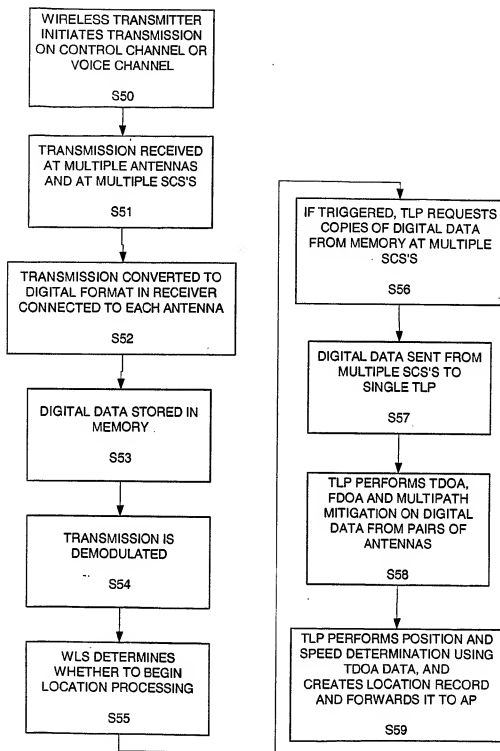 WIRELESS TRANSMITTER
INITIATES TRANSMISSION
ON CONTROL CHANNEL OR
VOICE CHANNEL
S50
TRANSMISSION RECEIVED
AT MULTIPLE ANTENNAS
AND AT MULTIPLE SCS'S
S51
TRANSMISSION CONVERTED TO
DIGITAL FORMAT IN RECEIVER
CONNECTED TO EACH ANTENNA
S52
DIGITAL DATA STORED IN
MEMORY
S53
TRANSMISSION IS
DEMODULATED
S54
WLS DETERMINES
WHETHER TO BEGIN
LOCATION PROCESSING
S55
IF TRIGGERED, TLP REQUESTS
COPIES OF DIGITAL DATA
FROM MEMORY AT MULTIPLE
SCS'S
S56
DIGITAL DATA SENT FROM
MULTIPLE SCS'S TO
SINGLE TLP
S57
TLP PERFORMS TDOA,
FDOA AND MULTIPATH
MITIGATION ON DIGITAL
DATA FROM PAIRS OF
ANTENNAS
S58
TLP PERFORMS POSITION AND
SPEED DETERMINATION USING
TDOA DATA, AND
CREATES LOCATION RECORD
AND FORWARDS IT TO AP
S59